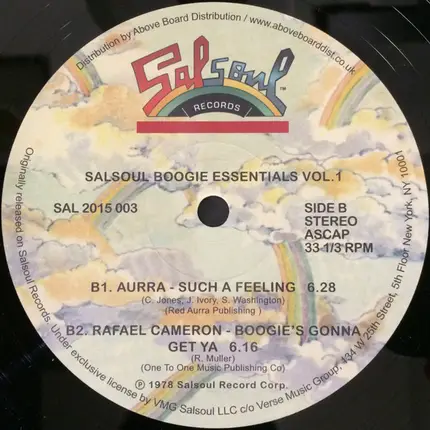 Distribution by Above Board Distribution / www.aboveboarddist.co.uk
Salsoul™
RECORDS
SALSOUL BOOGIE ESSENTIALS VOL.1
SAL 2015 003
SIDE B
STEREO
ASCAP
33-1/3 RPM
B1. AURRA - SUCH A FEELING 6.28
(C. Jones, J. Ivory, S. Washington)
(Red Aurra Publishing )
B2. RAFAEL CAMERON - BOOGIE'S GONNA
GET YA 6.16
(R. Muller)
(One To One Music Publishing Co)
℗ 1978 Salsoul Record Corp.
Originally released on Salsoul Records. Under exclusive license by VMG Salsoul LLC c/o Verse Music Group, 134 W 25th Street, 5th Floor New York, NY 10001